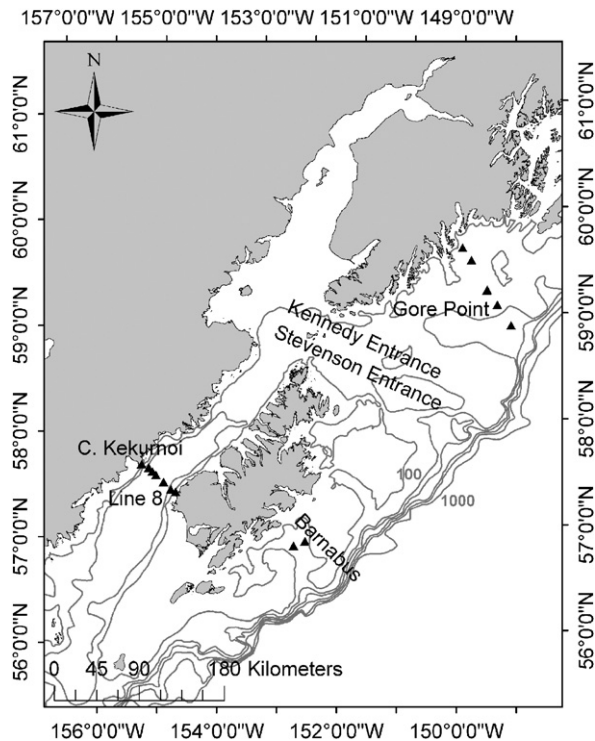 157°0'0"W 155°0'0"W 153°0'0"W 151°0'0"W 149°0'0"W
N
61°0'0"N 61°0'0"N
60°0'0"N 60°0'0"N
Gore Point
59°0'0"N 59°0'0"N
Kennedy Entrance
Stevenson Entrance
58°0'0"N 58°0'0"N
C. Kekurnoi
100
Line 8
1000
57°0'0"N 57°0'0"N
Barnabus
56°0'0"N 56°0'0"N
0 45 90 180 Kilometers
156°0'0"W 154°0'0"W 152°0'0"W 150°0'0"W